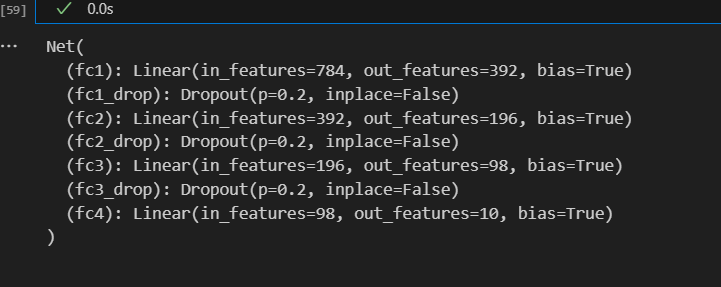 [59] ✓ 0.0s
... Net(
  (fc1): Linear(in_features=784, out_features=392, bias=True)
  (fc1_drop): Dropout(p=0.2, inplace=False)
  (fc2): Linear(in_features=392, out_features=196, bias=True)
  (fc2_drop): Dropout(p=0.2, inplace=False)
  (fc3): Linear(in_features=196, out_features=98, bias=True)
  (fc3_drop): Dropout(p=0.2, inplace=False)
  (fc4): Linear(in_features=98, out_features=10, bias=True)
)